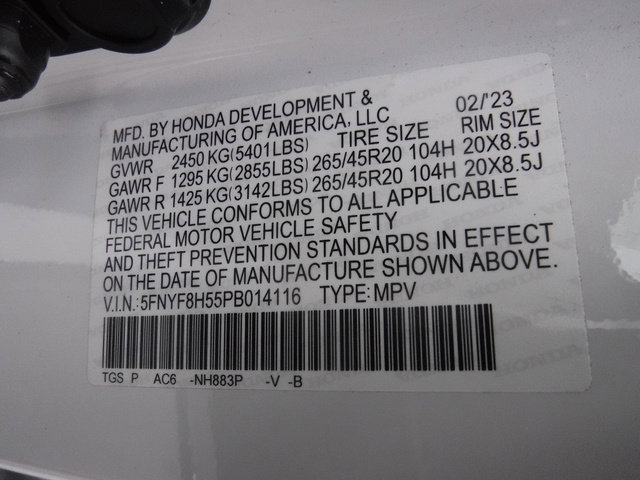 MFD. BY HONDA DEVELOPMENT & 02/'23
MANUFACTURING OF AMERICA, LLC
GVWR 2450 KG(5401LBS) TIRE SIZE RIM SIZE
GAWR F 1295 KG(2855LBS) 265/45R20 104H 20X8.5J
GAWR R 1425 KG(3142LBS) 265/45R20 104H 20X8.5J
THIS VEHICLE CONFORMS TO ALL APPLICABLE
FEDERAL MOTOR VEHICLE SAFETY
AND THEFT PREVENTION STANDARDS IN EFFECT
ON THE DATE OF MANUFACTURE SHOWN ABOVE.
V.I.N.: 5FNYF8H55PB014116 TYPE: MPV
TGS P AC6 -NH883P -V -B